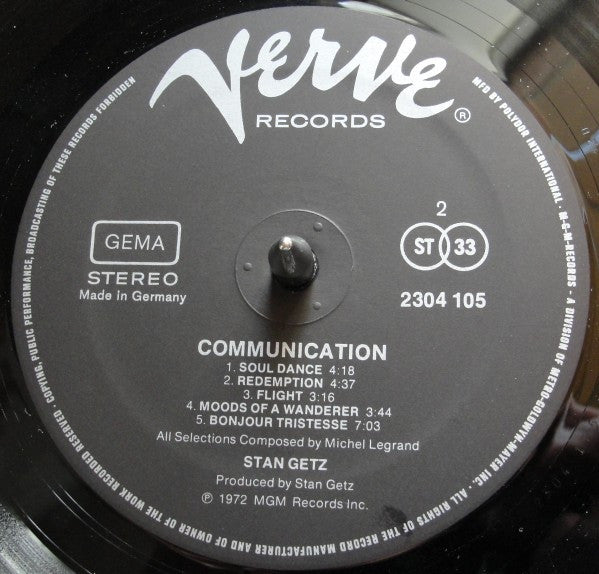 Verve
RECORDS ®
GEMA
STEREO
Made in Germany
2
ST 33
2304 105
COMMUNICATION
1. SOUL DANCE 4:18
2. REDEMPTION 4:37
3. FLIGHT 3:16
4. MOODS OF A WANDERER 3:44
5. BONJOUR TRISTESSE 7:03
All Selections Composed by Michel Legrand
STAN GETZ
Produced by Stan Getz
℗ 1972 MGM Records Inc.
MFD BY POLYDOR INTERNATIONAL · M-G-M-RECORDS · A DIVISION OF METRO-GOLDWYN-MAYER INC. · ALL RIGHTS OF THE RECORD MANUFACTURER AND OF OWNER OF THE WORK RECORDED RESERVED · COPYING, PUBLIC PERFORMANCE, BROADCASTING OF THESE RECORDS FORBIDDEN